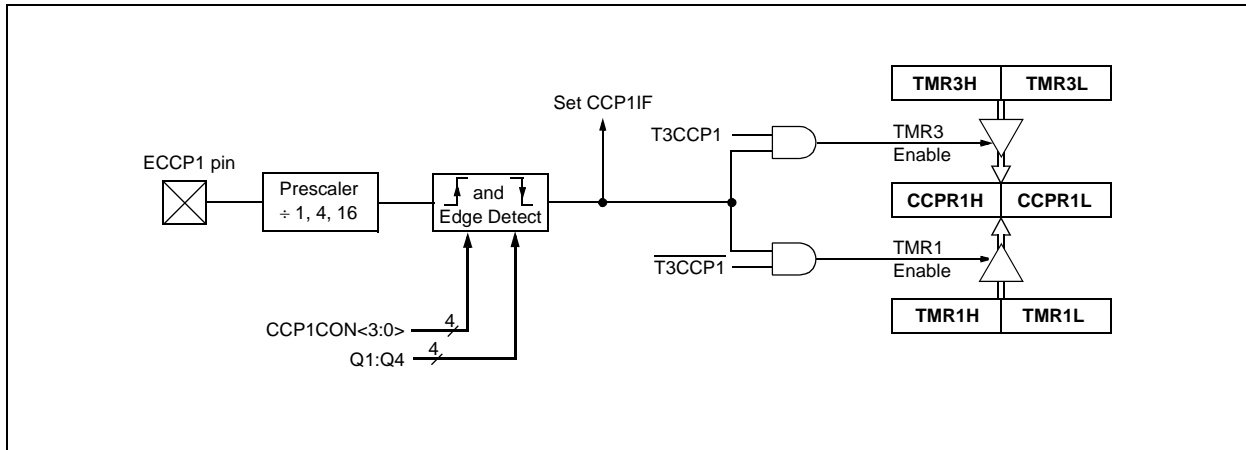 TMR3H TMR3L
Set CCP1IF
T3CCP1
TMR3
Enable
ECCP1 pin
Prescaler
÷ 1, 4, 16
and
Edge Detect
CCPR1H CCPR1L
T3CCP1
TMR1
Enable
TMR1H TMR1L
CCP1CON<3:0>
4
Q1:Q4
4